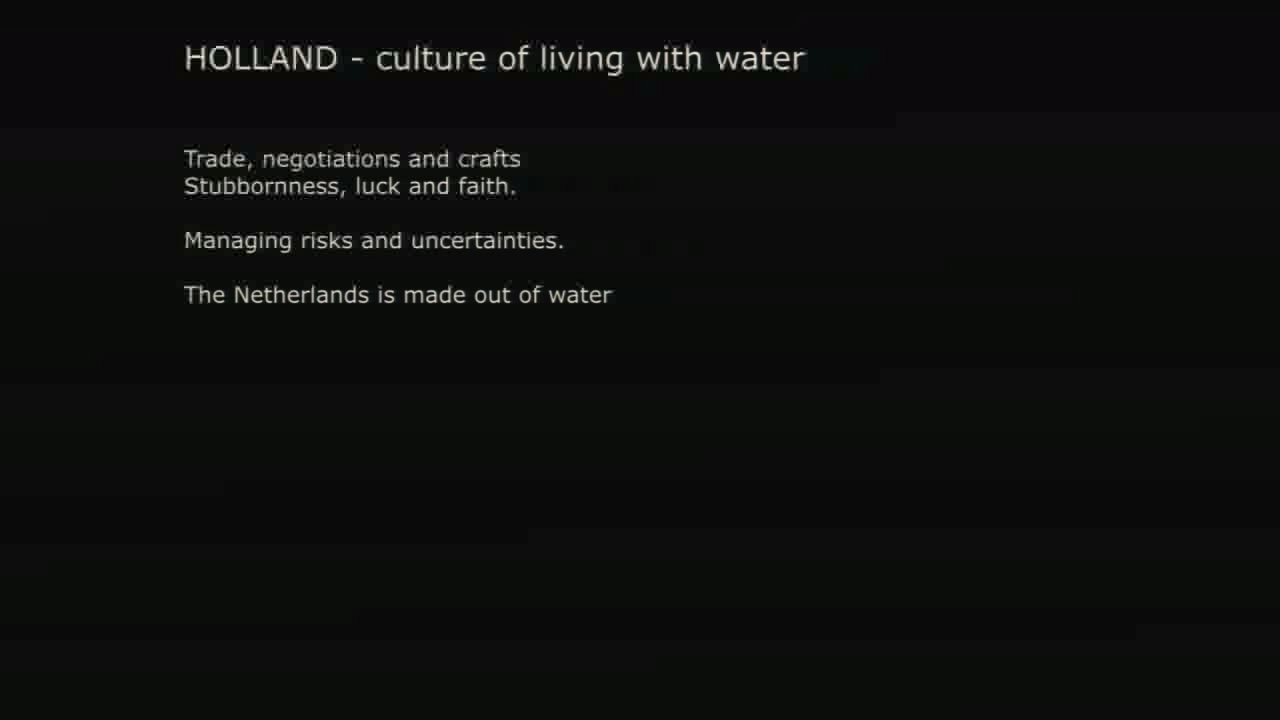 HOLLAND - culture of living with water
Trade, negotiations and crafts
Stubbornness, luck and faith.
Managing risks and uncertainties.
The Netherlands is made out of water